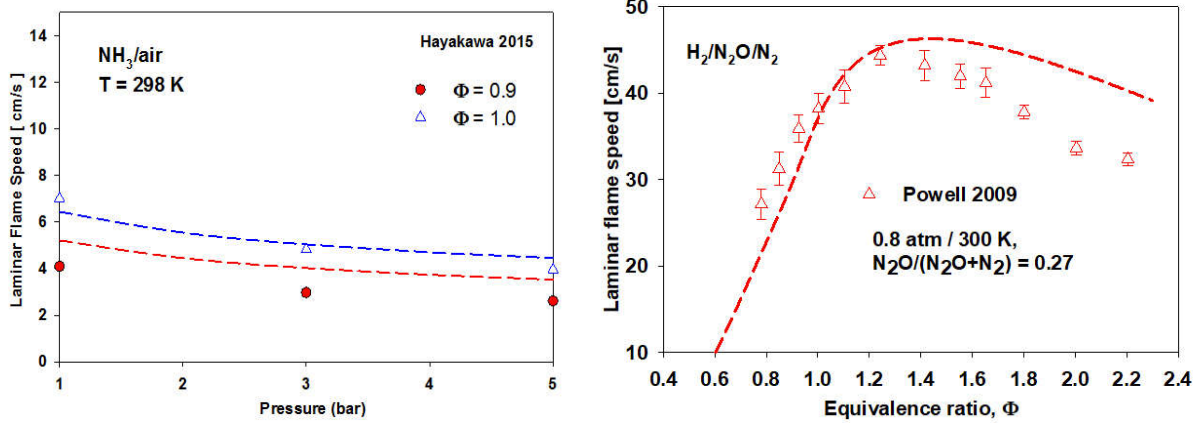 14
12
10
8
6
4
2
0
Laminar Flame Speed [ cm/s ]
NH3/air
T = 298 K
Hayakawa 2015
Φ = 0.9
Φ = 1.0
1 2 3 4 5
Pressure (bar)
50
40
30
20
10
Laminar flame speed [cm/s]
H2/N2O/N2
Powell 2009
0.8 atm / 300 K,
N2O/(N2O+N2) = 0.27
0.4 0.6 0.8 1.0 1.2 1.4 1.6 1.8 2.0 2.2 2.4
Equivalence ratio, Φ